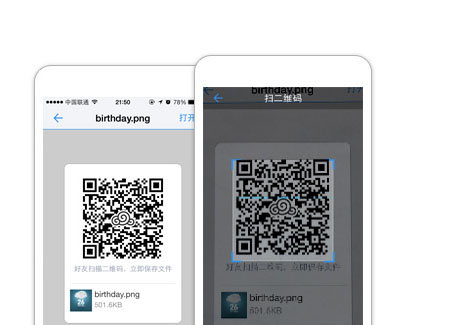 中国联通 21:50 78%
birthday.png 打开
好友扫描二维码，立即保存文件
birthday.png
501.6KB
birthday.png 打开
扫二维码
好友扫描二维码，立即保存文件
birthday.png
501.6KB